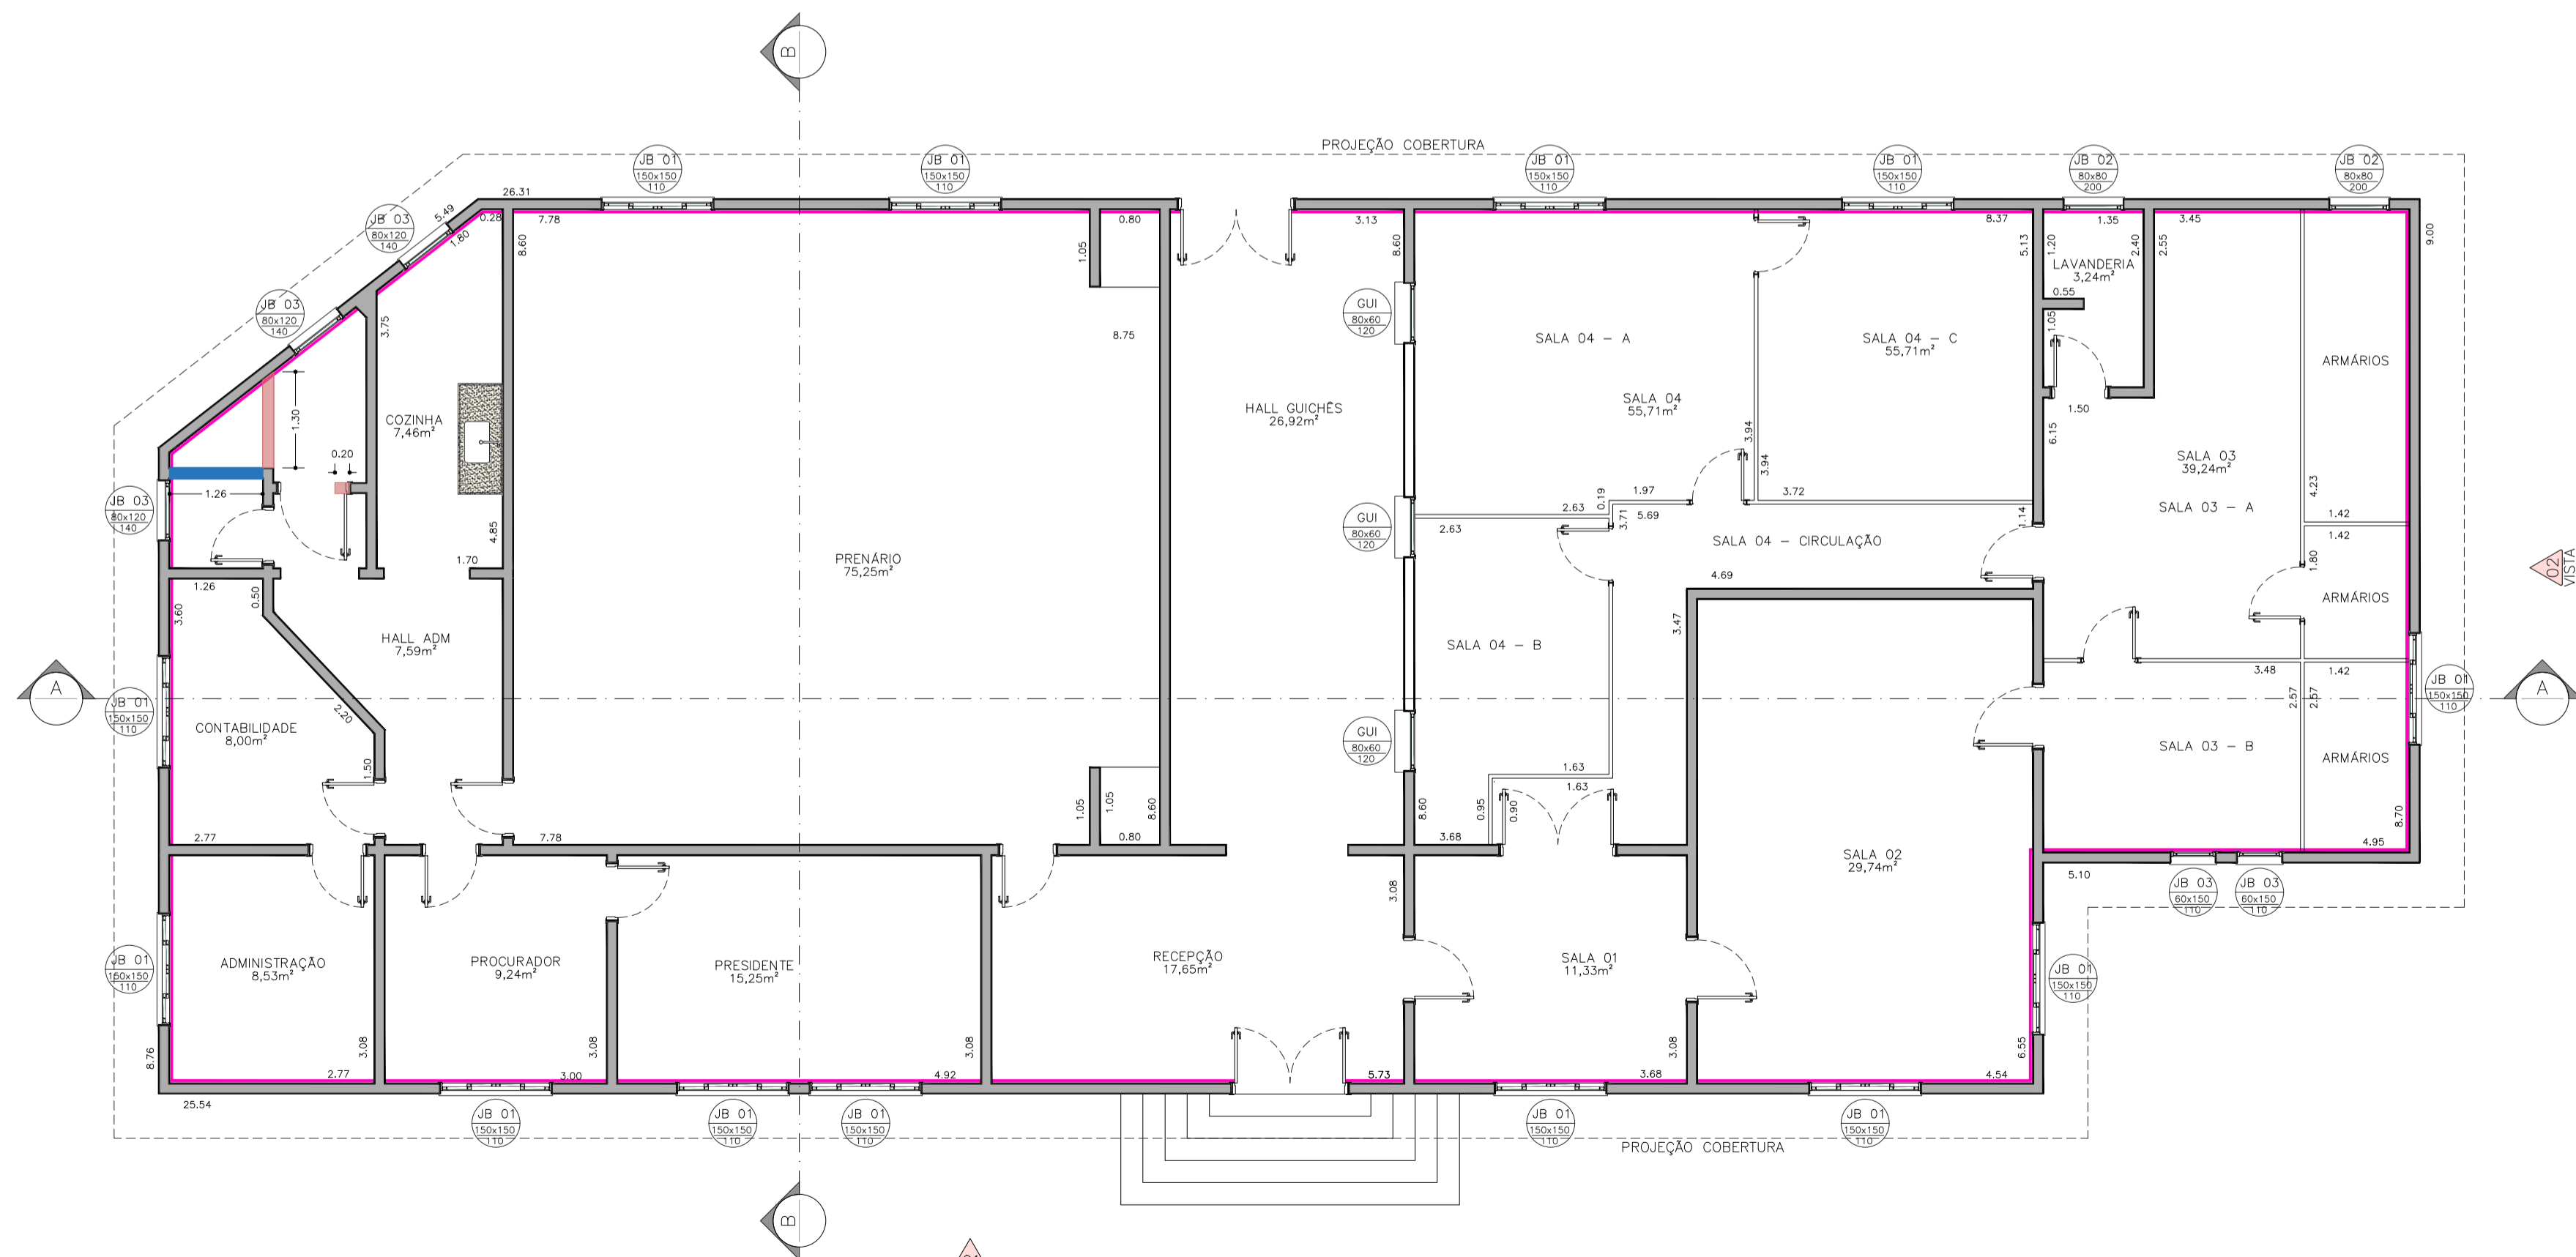 B
PROJEÇÃO COBERTURA
JB 01
150x150
110
JB 01
150x150
110
JB 01
150x150
110
JB 01
150x150
110
JB 02
80x80
200
JB 02
80x80
200
26.31
JB 03
80x120
140
5.49
1.80
0.28
7.78
0.80
3.13
8.37
1.35
3.45
9.00
8.60
1.05
8.60
5.13
1.20
2.40
2.55
LAVANDERIA
3,24m²
0.55
JB 03
80x120
140
3.75
8.75
GUI
80x60
120
SALA 04 - A
SALA 04 - C
55,71m²
1.05
ARMÁRIOS
1.30
COZINHA
7,46m²
HALL GUICHÊS
26,92m²
SALA 04
55,71m²
1.50
3.94
3.94
6.15
0.20
SALA 03
39,24m²
4.23
JB 03
80x120
140
1.26
4.85
GUI
80x60
120
2.63
2.63
0.19
1.97
3.71
5.69
3.72
1.14
SALA 03 - A
1.42
1.42
PRENÁRIO
75,25m²
SALA 04 - CIRCULAÇÃO
1.70
1.26
0.50
3.60
4.69
1.80
02
VISTA
ARMÁRIOS
HALL ADM
7,59m²
3.47
SALA 04 - B
3.48
1.42
A
JB 01
150x150
110
2.20
CONTABILIDADE
8,00m²
GUI
80x60
120
2.57
2.57
JB 01
150x150
110
A
SALA 03 - B
ARMÁRIOS
1.50
1.63
1.63
1.05
1.05
8.60
8.60
0.95
0.90
8.70
2.77
7.78
0.80
3.68
4.95
SALA 02
29,74m²
5.10
JB 03
60x150
110
JB 03
60x150
110
3.08
JB 01
150x150
110
ADMINISTRAÇÃO
8,53m²
PROCURADOR
9,24m²
PRESIDENTE
15,25m²
RECEPÇÃO
17,65m²
SALA 01
11,33m²
JB 01
150x150
110
8.76
3.08
3.08
3.08
3.08
6.55
2.77
3.00
4.92
5.73
3.68
4.54
25.54
JB 01
150x150
110
JB 01
150x150
110
JB 01
150x150
110
JB 01
150x150
110
JB 01
150x150
110
PROJEÇÃO COBERTURA
B